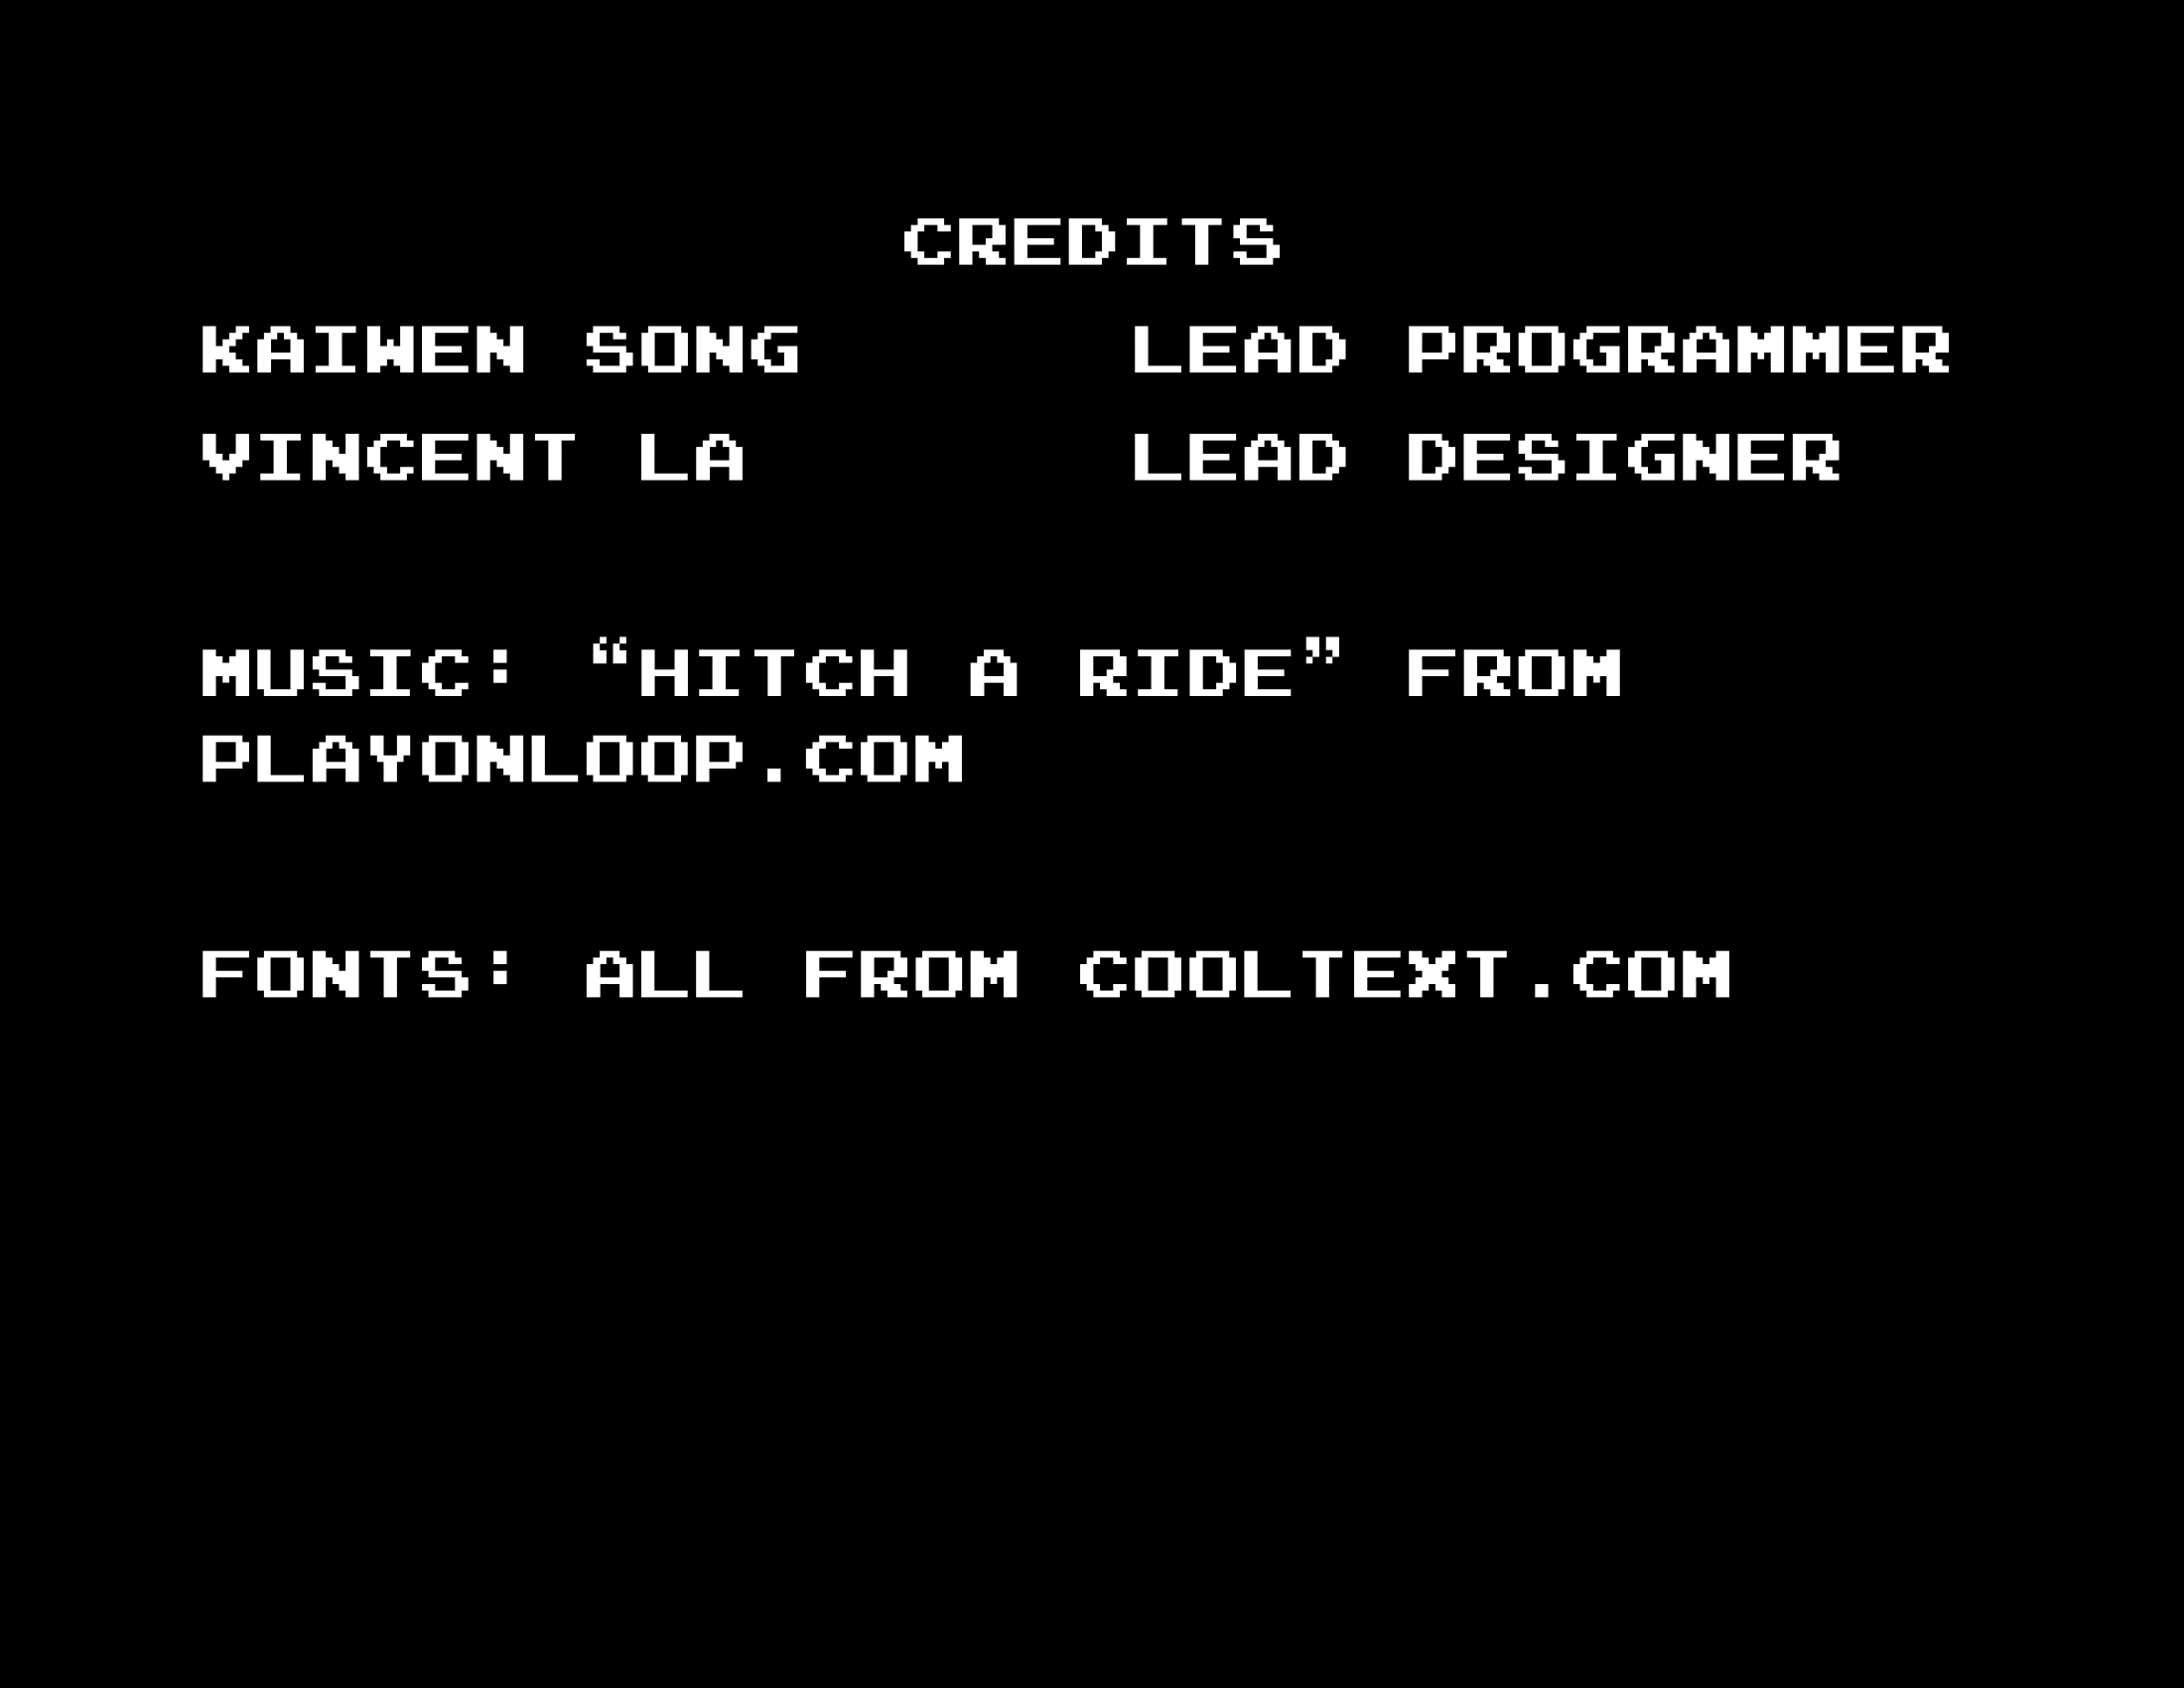 CREDITS
KAIWEN SONG LEAD PROGRAMMER
VINCENT LA LEAD DESIGNER
MUSIC: “HITCH A RIDE” FROM
PLAYONLOOP.COM
FONTS: ALL FROM COOLTEXT.COM